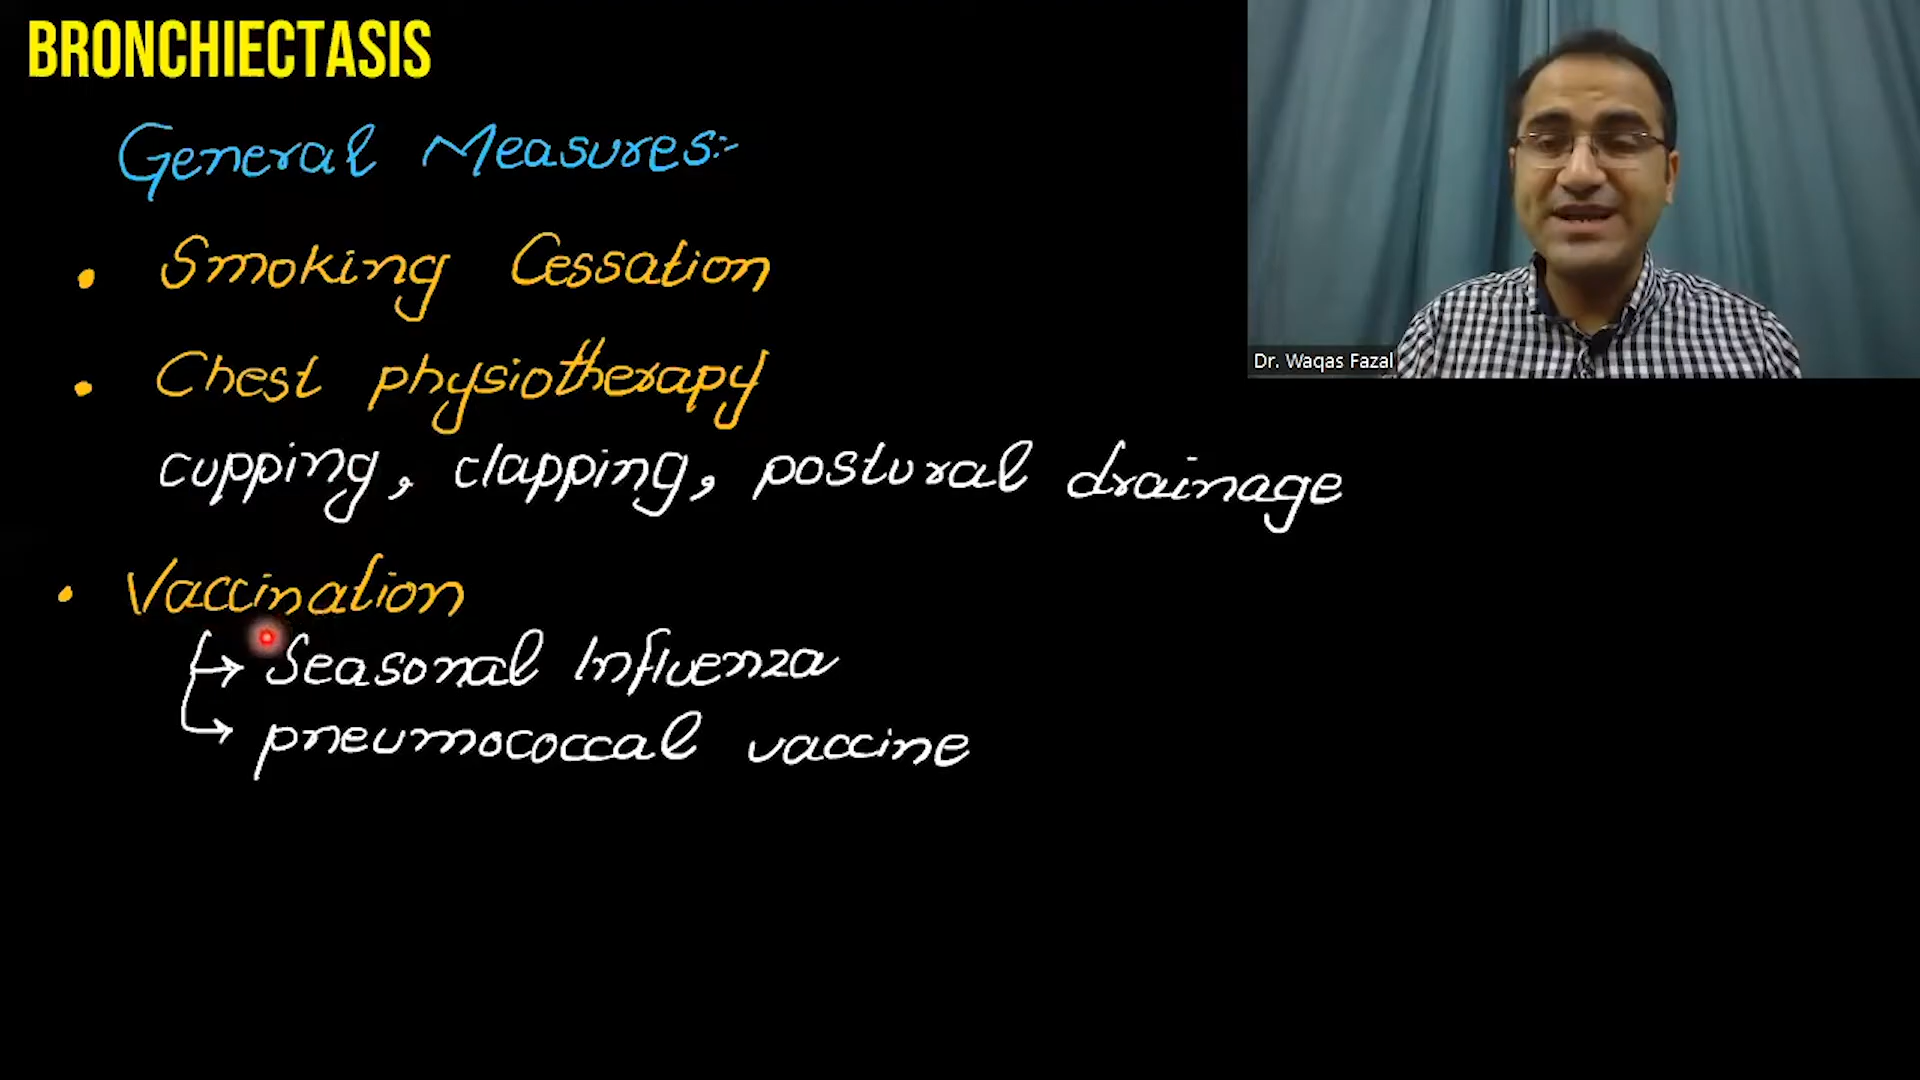 BRONCHIECTASIS
General Measures:-
• Smoking Cessation
• Chest physiotherapy
cupping, clapping, postural drainage
• Vaccination
→ Seasonal Influenza
→ pneumococcal vaccine
Dr. Waqas Fazal